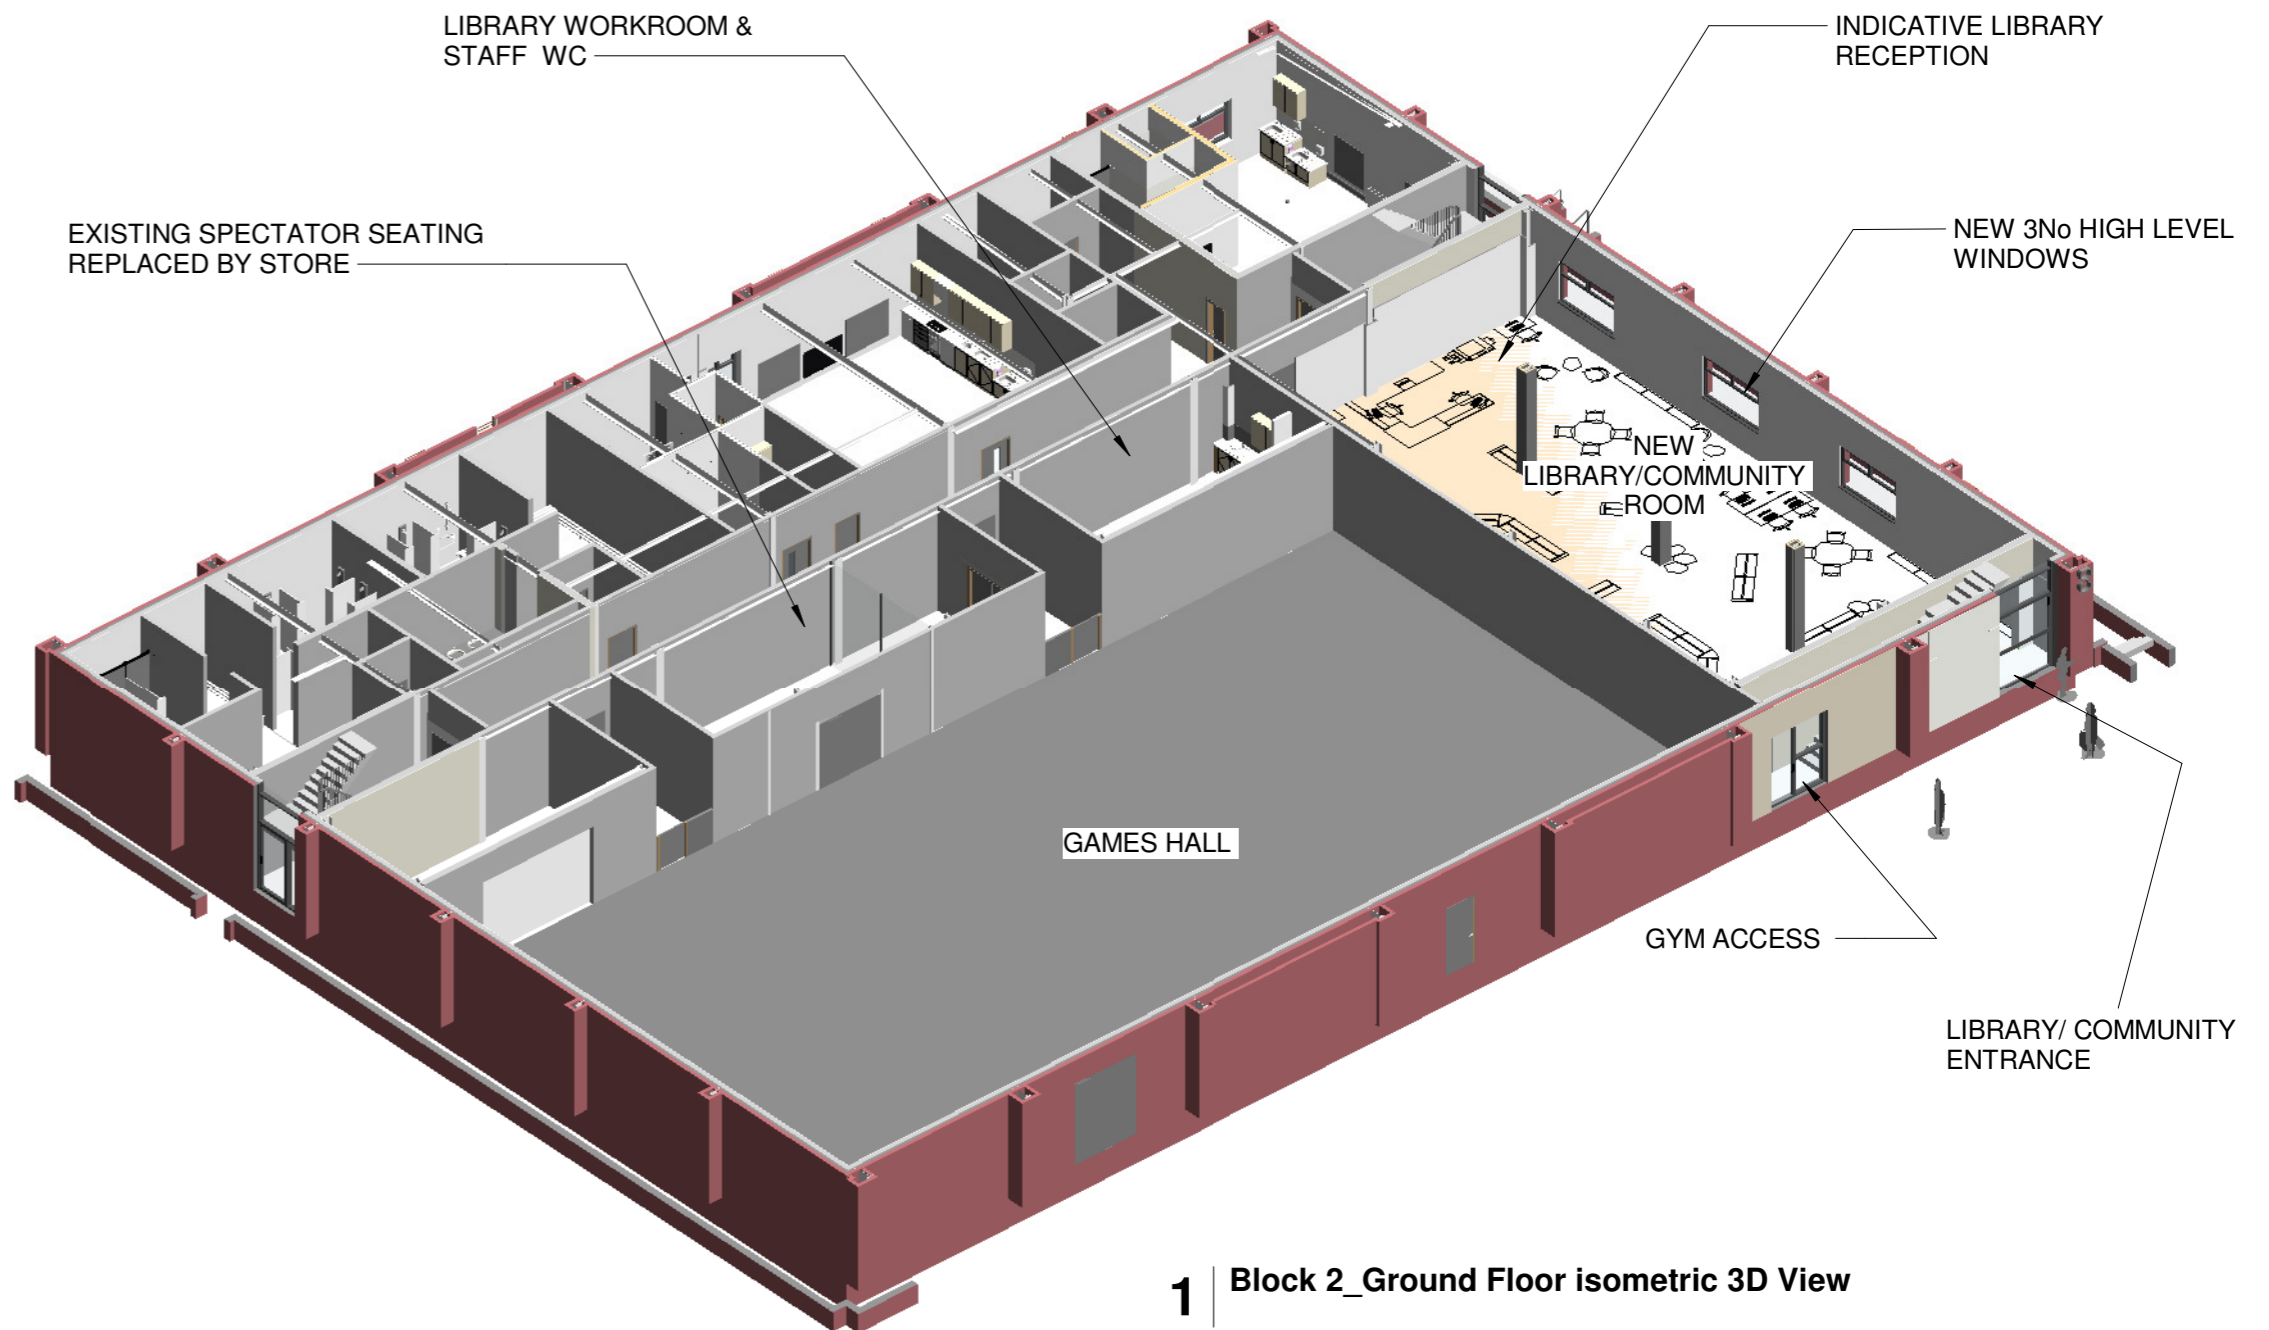 LIBRARY WORKROOM &
STAFF WC
INDICATIVE LIBRARY
RECEPTION
EXISTING SPECTATOR SEATING
REPLACED BY STORE
NEW 3No HIGH LEVEL
WINDOWS
NEW
LIBRARY/COMMUNITY
ROOM
GAMES HALL
GYM ACCESS
LIBRARY/ COMMUNITY
ENTRANCE
1
Block 2_Ground Floor isometric 3D View